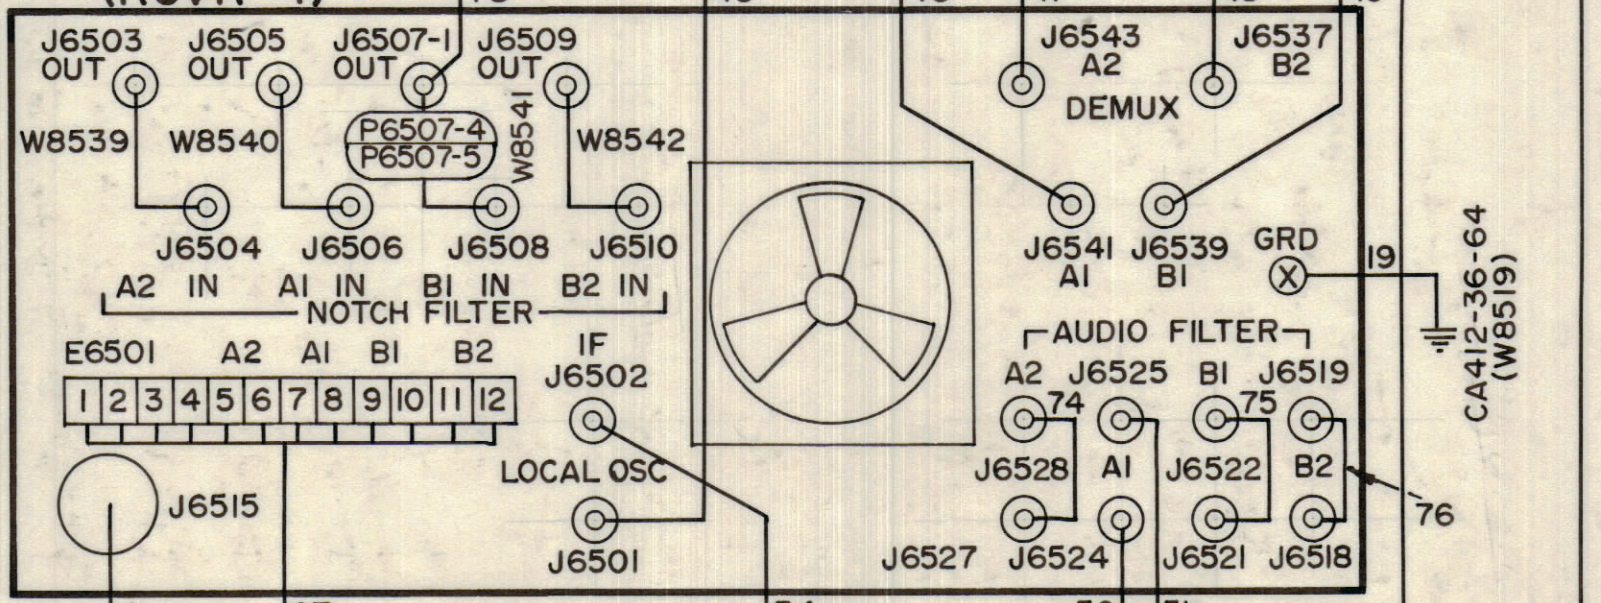 J6503 J6505 J6507-1 J6509
OUT OUT OUT OUT
J6543 J6537
A2 B2
DEMUX
W8539 W8540 P6507-4 W8541 W8542
P6507-5
J6504 J6506 J6508 J6510
A2 IN A1 IN B1 IN B2 IN
NOTCH FILTER
J6541 J6539 GRD
A1 B1 X
19
CA412-36-64
(W8519)
E6501 A2 A1 B1 B2
1 2 3 4 5 6 7 8 9 10 11 12
IF
J6502
AUDIO FILTER
A2 J6525 B1 J6519
74 75
LOCAL OSC
J6528 A1 J6522 B2
76
J6515
J6501
J6527 J6524 J6521 J6518